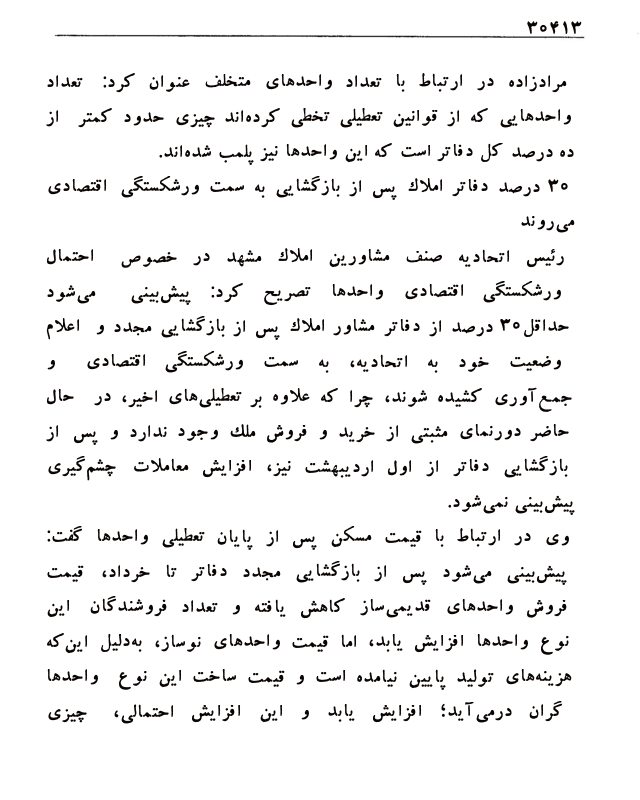 ۳۰۴۱۳
مرادزاده در ارتباط با تعداد واحدهای متخلف عنوان کرد: تعداد
واحدهایی که از قوانین تعطیلی تخطی کرده‌اند چیزی حدود کمتر از
ده درصد کل دفاتر است که این واحدها نیز پلمب شده‌اند.
۳۰ درصد دفاتر املاك پس از بازگشایی به سمت ورشکستگی اقتصادی
می‌روند
رئیس اتحادیه صنف مشاورین املاك مشهد در خصوص احتمال
ورشکستگی اقتصادی واحدها تصریح کرد: پیش‌بینی می‌شود
حداقل ۳۰ درصد از دفاتر مشاور املاك پس از بازگشایی مجدد و اعلام
وضعیت خود به اتحادیه، به سمت ورشکستگی اقتصادی و
جمع‌آوری کشیده شوند، چرا که علاوه بر تعطیلی‌های اخیر، در حال
حاضر دورنمای مثبتی از خرید و فروش ملك وجود ندارد و پس از
بازگشایی دفاتر از اول اردیبهشت نیز، افزایش معاملات چشم‌گیری
پیش‌بینی نمی‌شود.
وی در ارتباط با قیمت مسکن پس از پایان تعطیلی واحدها گفت:
پیش‌بینی می‌شود پس از بازگشایی مجدد دفاتر تا خرداد، قیمت
فروش واحدهای قدیمی‌ساز کاهش یافته و تعداد فروشندگان این
نوع واحدها افزایش یابد، اما قیمت واحدهای نوساز، به‌دلیل این‌که
هزینه‌های تولید پایین نیامده است و قیمت ساخت این نوع واحدها
گران درمی‌آید؛ افزایش یابد و این افزایش احتمالی، چیزی